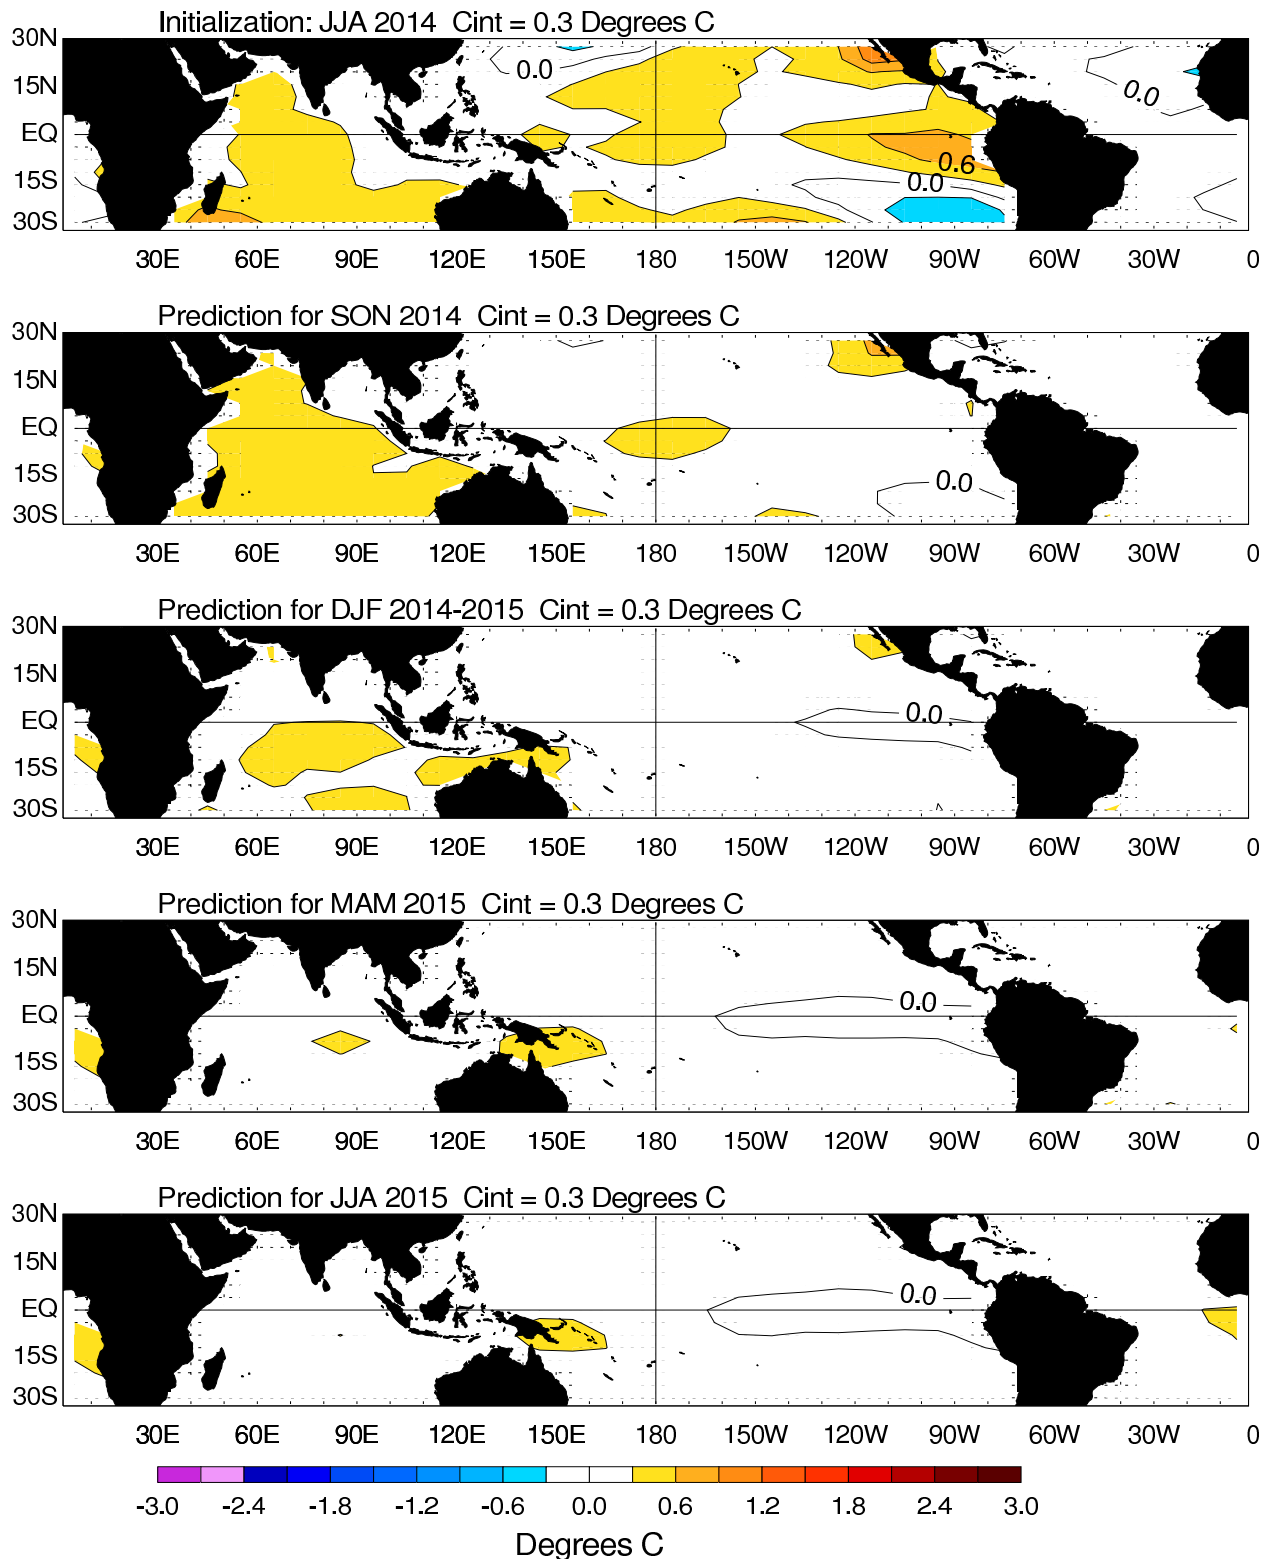 Initialization: JJA 2014 Cint = 0.3 Degrees C
30N
15N
EQ
15S
30S
0.0
0.0
0.6
0.0
30E 60E 90E 120E 150E 180 150W 120W 90W 60W 30W 0
Prediction for SON 2014 Cint = 0.3 Degrees C
30N
15N
EQ
15S
30S
0.0
30E 60E 90E 120E 150E 180 150W 120W 90W 60W 30W 0
Prediction for DJF 2014-2015 Cint = 0.3 Degrees C
30N
15N
EQ
15S
30S
0.0
30E 60E 90E 120E 150E 180 150W 120W 90W 60W 30W 0
Prediction for MAM 2015 Cint = 0.3 Degrees C
30N
15N
EQ
15S
30S
0.0
30E 60E 90E 120E 150E 180 150W 120W 90W 60W 30W 0
Prediction for JJA 2015 Cint = 0.3 Degrees C
30N
15N
EQ
15S
30S
0.0
30E 60E 90E 120E 150E 180 150W 120W 90W 60W 30W 0
-3.0 -2.4 -1.8 -1.2 -0.6 0.0 0.6 1.2 1.8 2.4 3.0
Degrees C